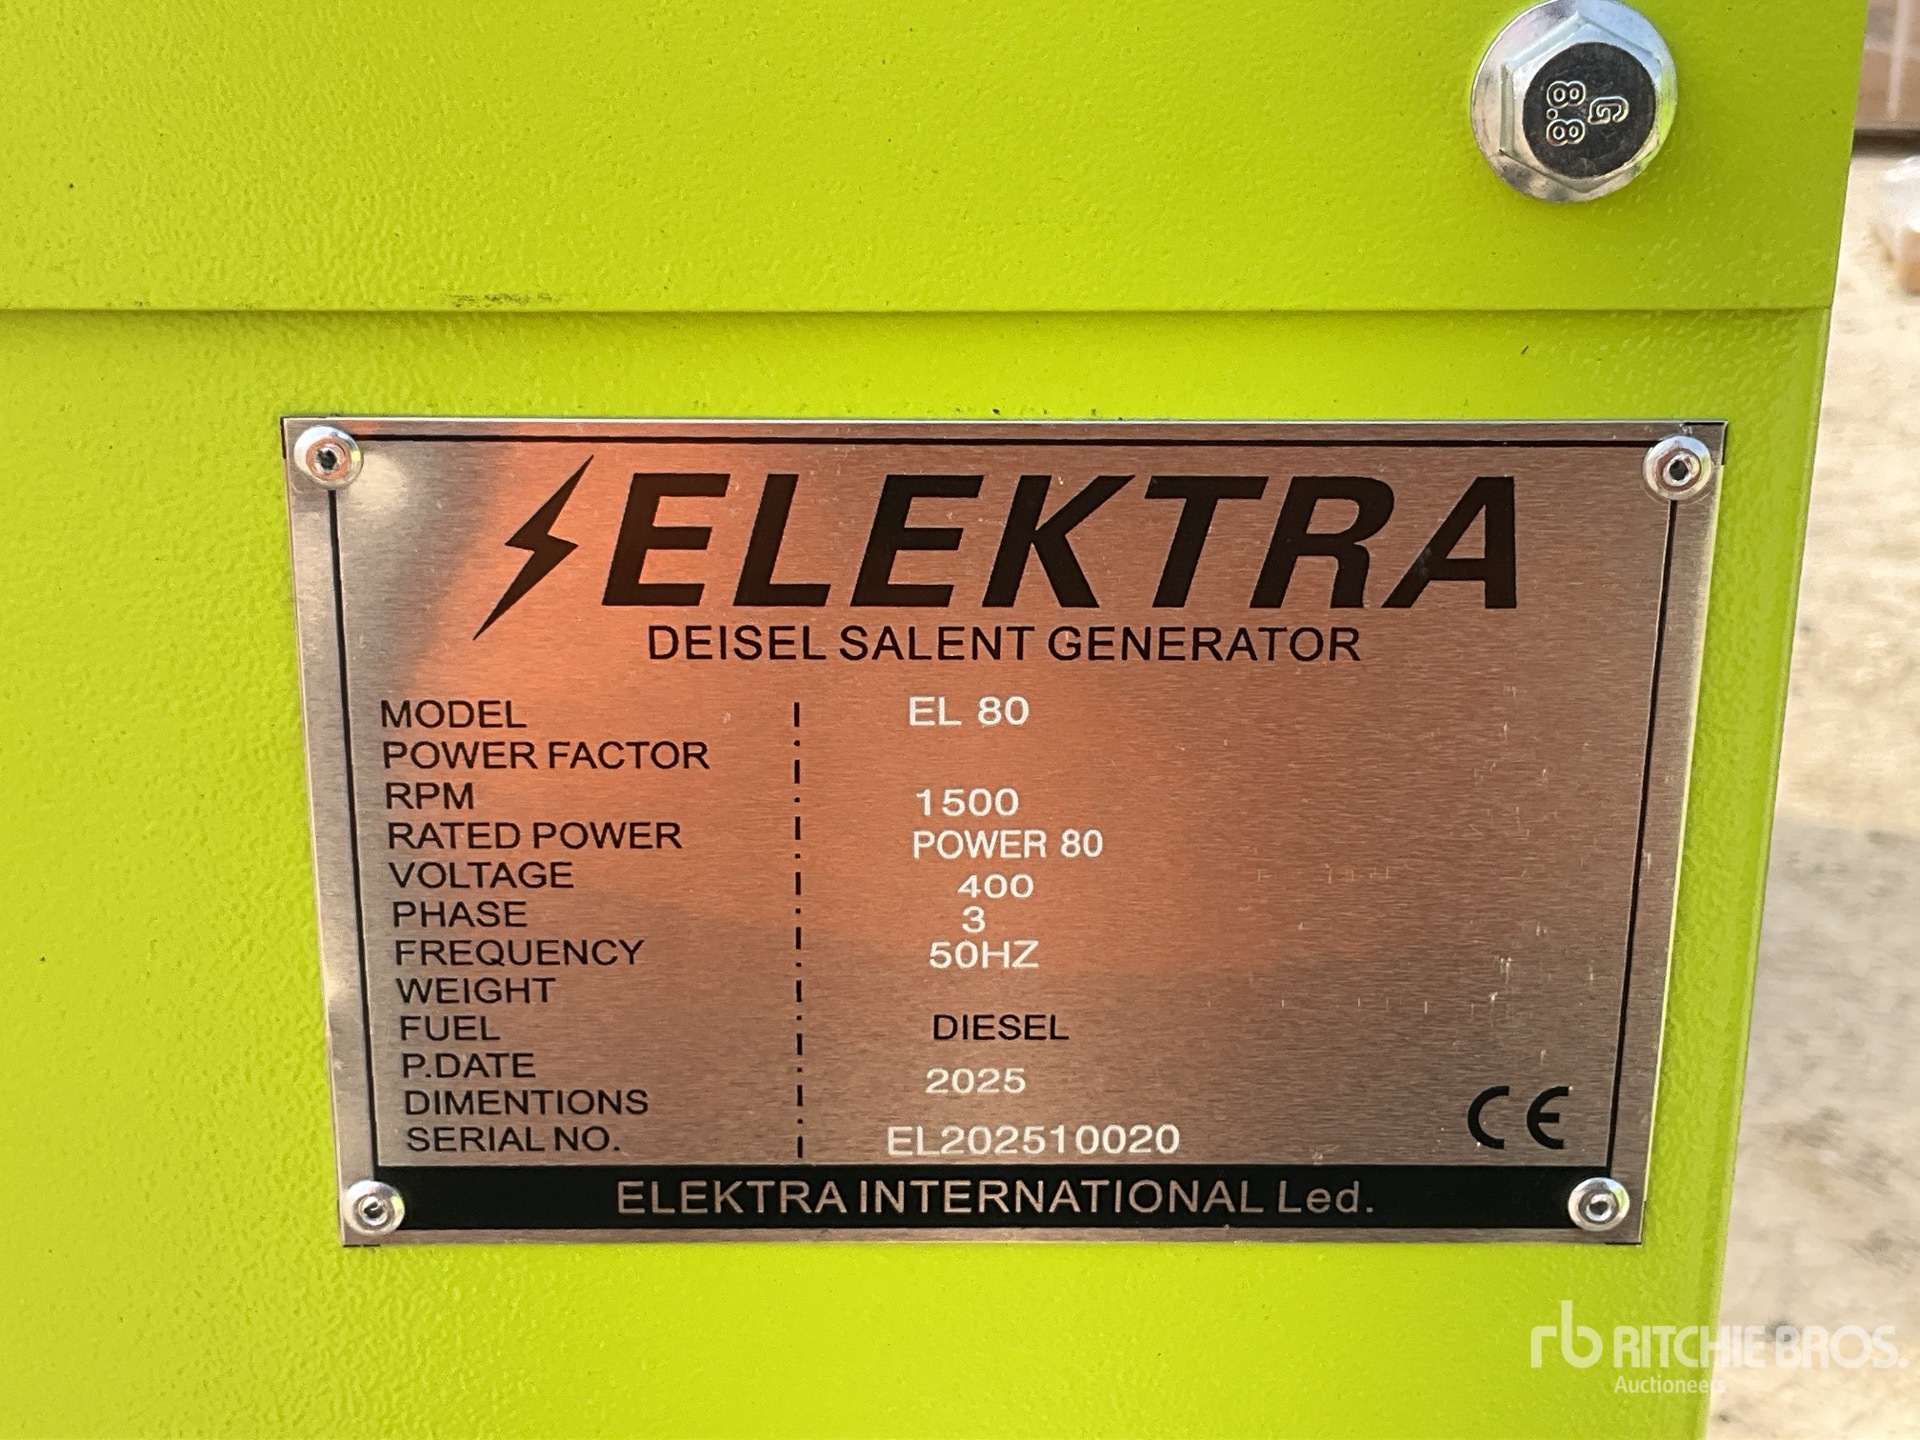 8.8
G
ELEKTRA
DEISEL SALENT GENERATOR
MODEL EL 80
POWER FACTOR
RPM 1500
RATED POWER POWER 80
VOLTAGE 400
PHASE 3
FREQUENCY 50HZ
WEIGHT
FUEL DIESEL
P.DATE 2025
DIMENTIONS
SERIAL NO. EL202510020
CE
ELEKTRA INTERNATIONAL Led.
rb RITCHIE BROS.
Auctioneers